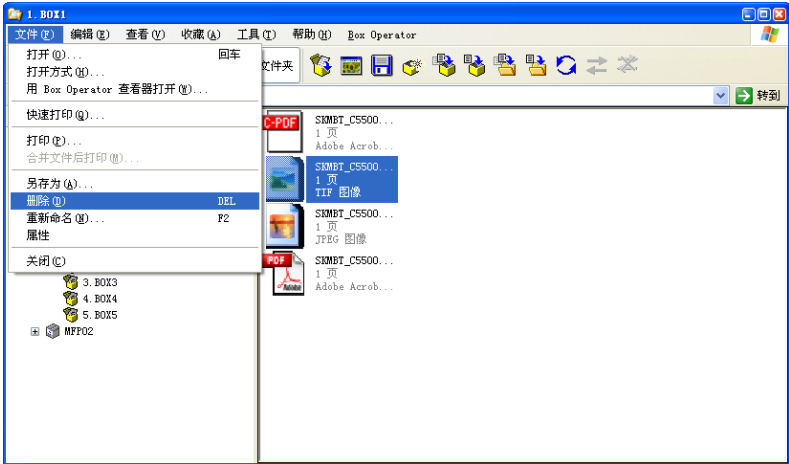 1. BOX1
文件(F) 编辑(E) 查看(V) 收藏(A) 工具(T) 帮助(H) Box Operator
文件夹
转到
打开(O)... 回车
打开方式(H)...
用 Box Operator 查看器打开(W)...
快速打印(Q)...
打印(P)...
合并文件后打印(M)...
另存为(A)...
删除(D) DEL
重新命名(N)... F2
属性
关闭(C)
3. BOX3
4. BOX4
5. BOX5
MFP02
C-PDF
SKMBT_C5500...
1 页
Adobe Acrob...
SKMBT_C5500...
1 页
TIF 图像
SKMBT_C5500...
1 页
JPEG 图像
PDF
Adobe
SKMBT_C5500...
1 页
Adobe Acrob...